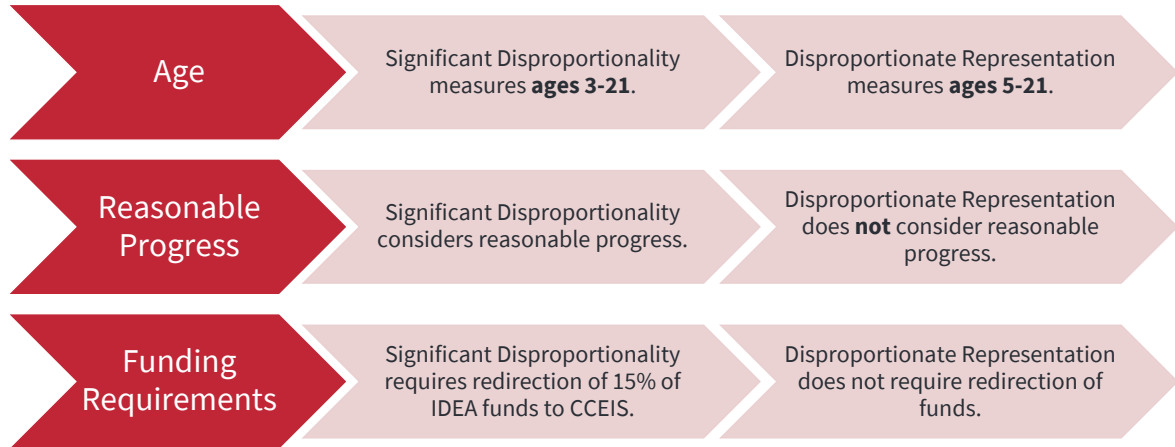 Age
Significant Disproportionality
measures ages 3-21.
Disproportionate Representation
measures ages 5-21.
Reasonable
Progress
Significant Disproportionality
considers reasonable progress.
Disproportionate Representation
does not consider reasonable
progress.
Funding
Requirements
Significant Disproportionality
requires redirection of 15% of
IDEA funds to CCEIS.
Disproportionate Representation
does not require redirection of
funds.